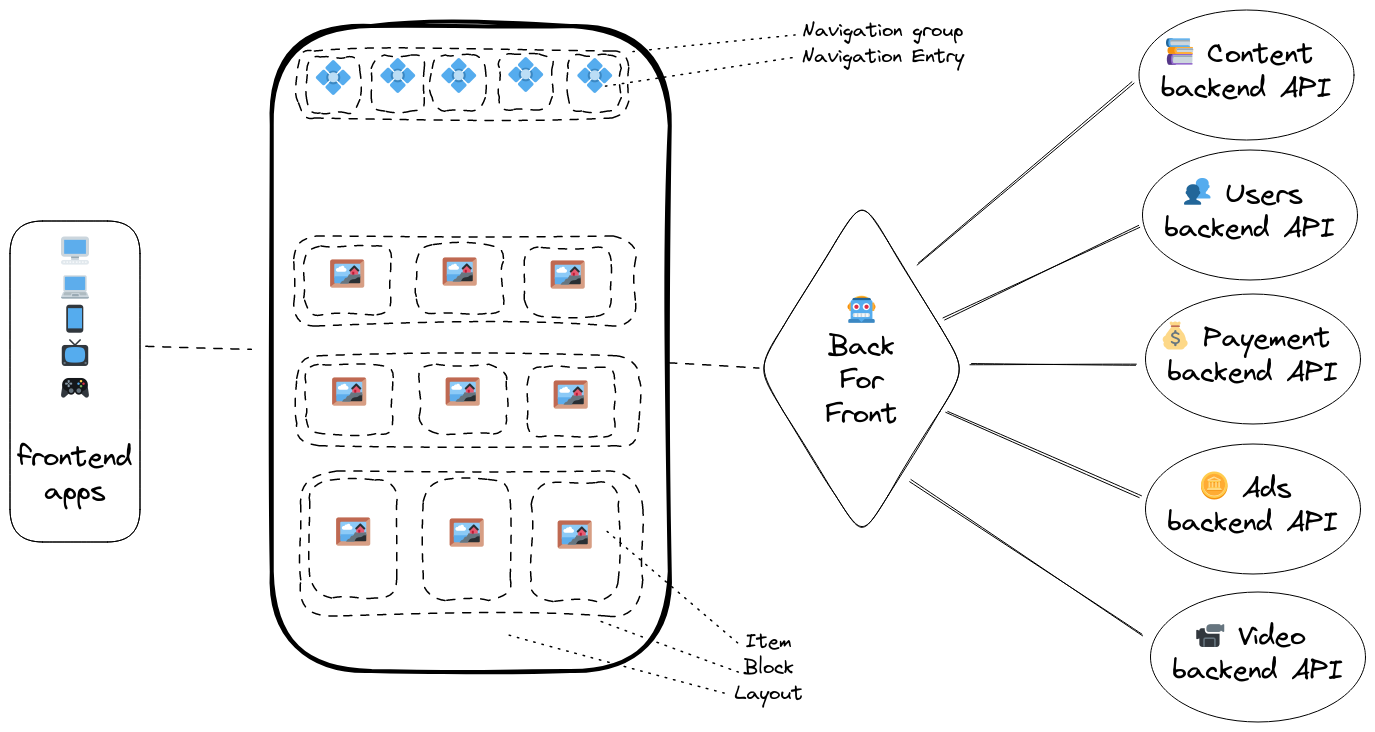 Navigation group
Navigation Entry
frontend
apps
Item
Block
Layout
Back
For
Front
Content
backend API
Users
backend API
Payement
backend API
Ads
backend API
Video
backend API